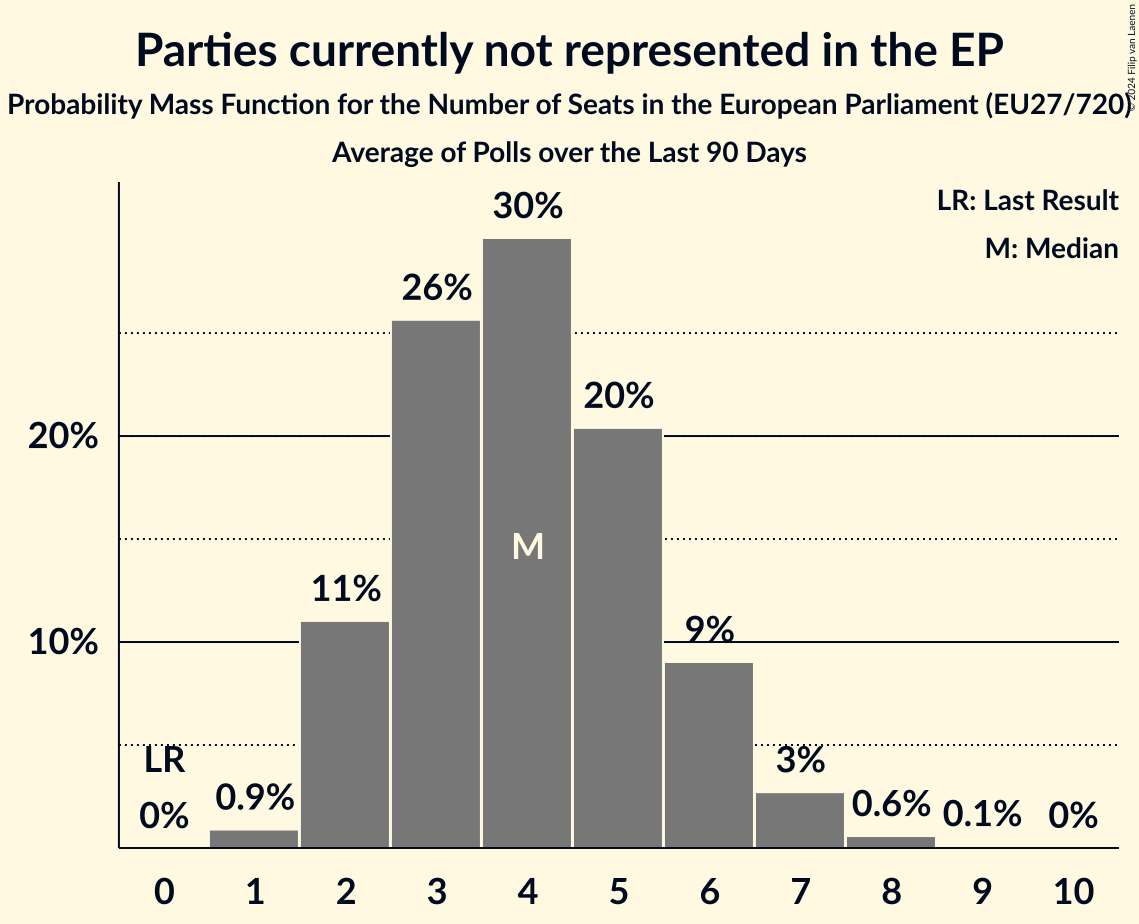 Parties currently not represented in the EP
Probability Mass Function for the Number of Seats in the European Parliament (EU27/720)
Average of Polls over the Last 90 Days
© 2024 Filip van Laenen
LR: Last Result
M: Median
30%
26%
20%
20%
M
11%
9%
10%
LR
3%
0%
0.9%
0.6%
0.1%
0%
0 1 2 3 4 5 6 7 8 9 10